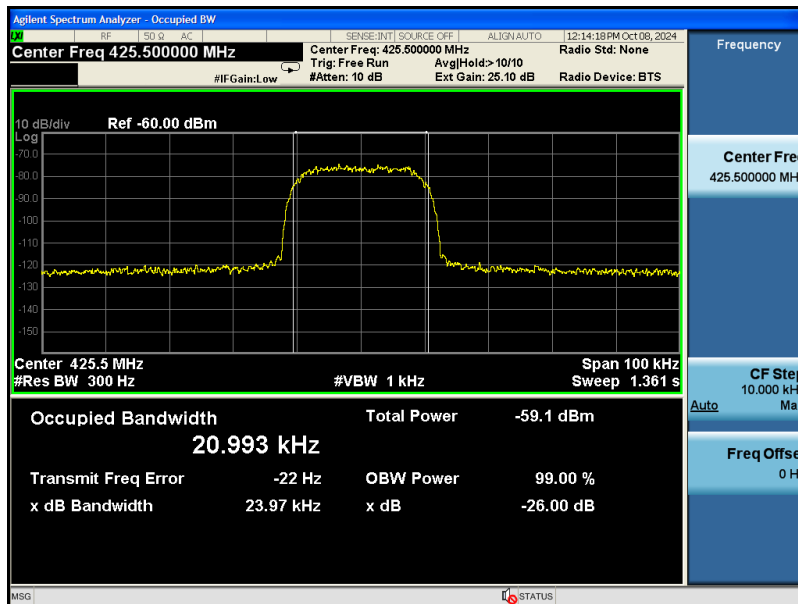 Agilent Spectrum Analyzer - Occupied BW
LXI RF 50 Ω AC SENSE:INT SOURCE OFF ALIGN AUTO 12:14:18 PM Oct 08, 2024
Center Freq 425.500000 MHz
Center Freq: 425.500000 MHz Radio Std: None
Trig: Free Run Avg|Hold:> 10/10
#IFGain:Low #Atten: 10 dB Ext Gain: 25.10 dB Radio Device: BTS
Frequency
10 dB/div Ref -60.00 dBm
Log
-70.0
-80.0
-90.0
-100
-110
-120
-130
-140
-150
Center 425.5 MHz Span 100 kHz
#Res BW 300 Hz #VBW 1 kHz Sweep 1.361 s
Occupied Bandwidth Total Power -59.1 dBm
20.993 kHz
Transmit Freq Error -22 Hz OBW Power 99.00 %
x dB Bandwidth 23.97 kHz x dB -26.00 dB
Center Fre
425.500000 MH
CF Step
10.000 kH
Auto Ma
Freq Offse
0 H
MSG STATUS